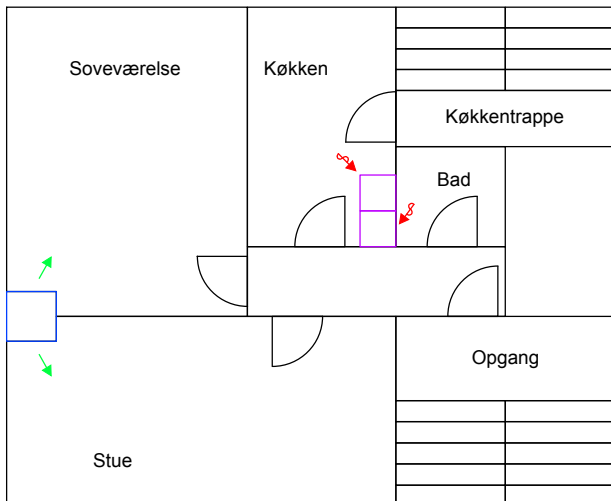 Soveværelse
Køkken
Køkkentrappe
Bad
Opgang
Stue